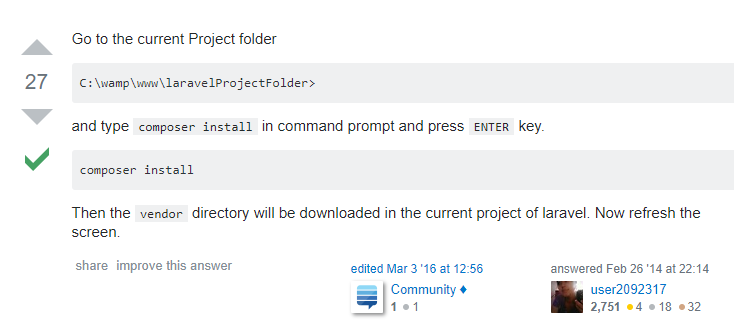 Go to the current Project folder
27
C:\wamp\www\laravelProjectFolder>
and type composer install in command prompt and press ENTER key.
composer install
Then the vendor directory will be downloaded in the current project of laravel. Now refresh the
screen.
share improve this answer
edited Mar 3 '16 at 12:56
Community ♦
1 ● 1
answered Feb 26 '14 at 22:14
user2092317
2,751 ● 4 ● 18 ● 32